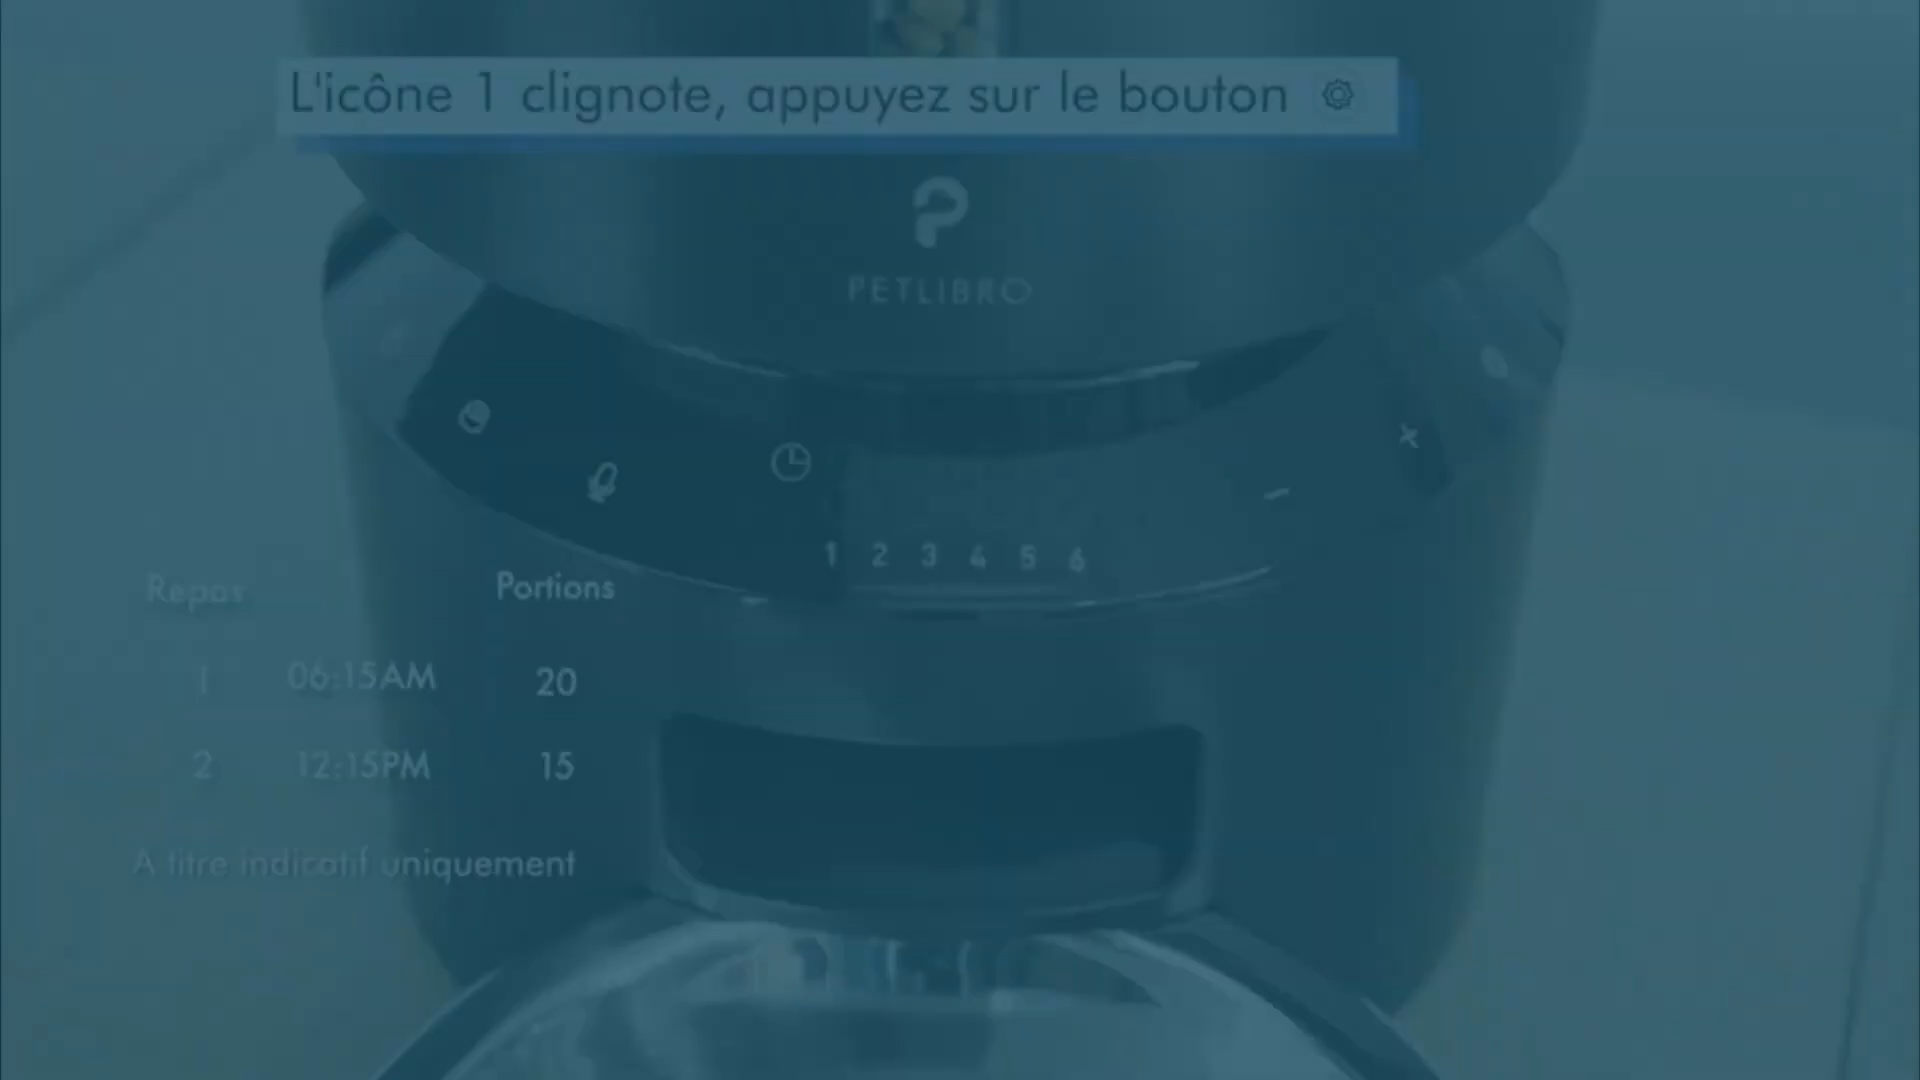 L'icône 1 clignote, appuyez sur le bouton
PETLIBRO
1 2 3 4 5 6
Repas Portions
1 06:15AM 20
2 12:15PM 15
A titre indicatif uniquement